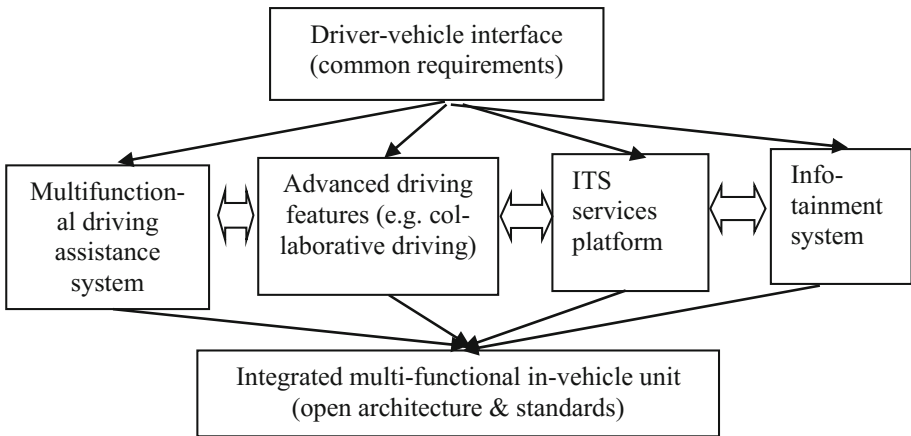 Driver-vehicle interface
(common requirements)
Multifunction-
al driving
assistance
system
Advanced driving
features (e.g. col-
laborative driving)
ITS
services
platform
Info-
tainment
system
Integrated multi-functional in-vehicle unit
(open architecture & standards)